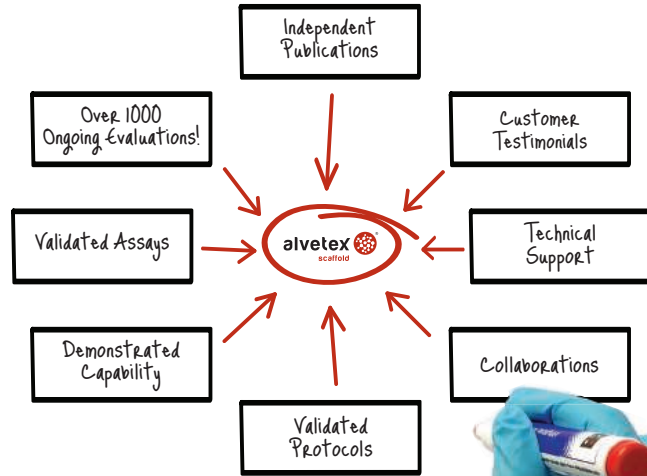 Independent
Publications
Over 1000
Ongoing Evaluations!
Customer
Testimonials
alvetex®
scaffold
Validated Assays
Technical
Support
Demonstrated
Capability
Collaborations
Validated
Protocols